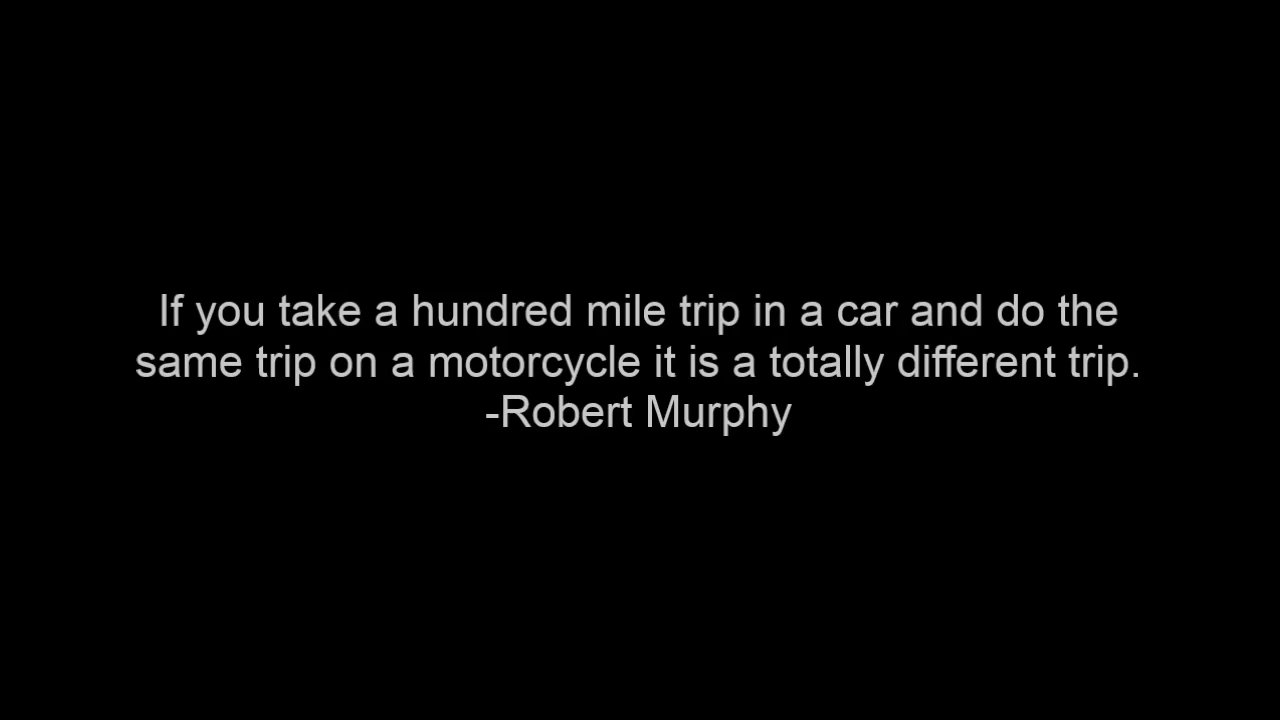 If you take a hundred mile trip in a car and do the
same trip on a motorcycle it is a totally different trip.
-Robert Murphy